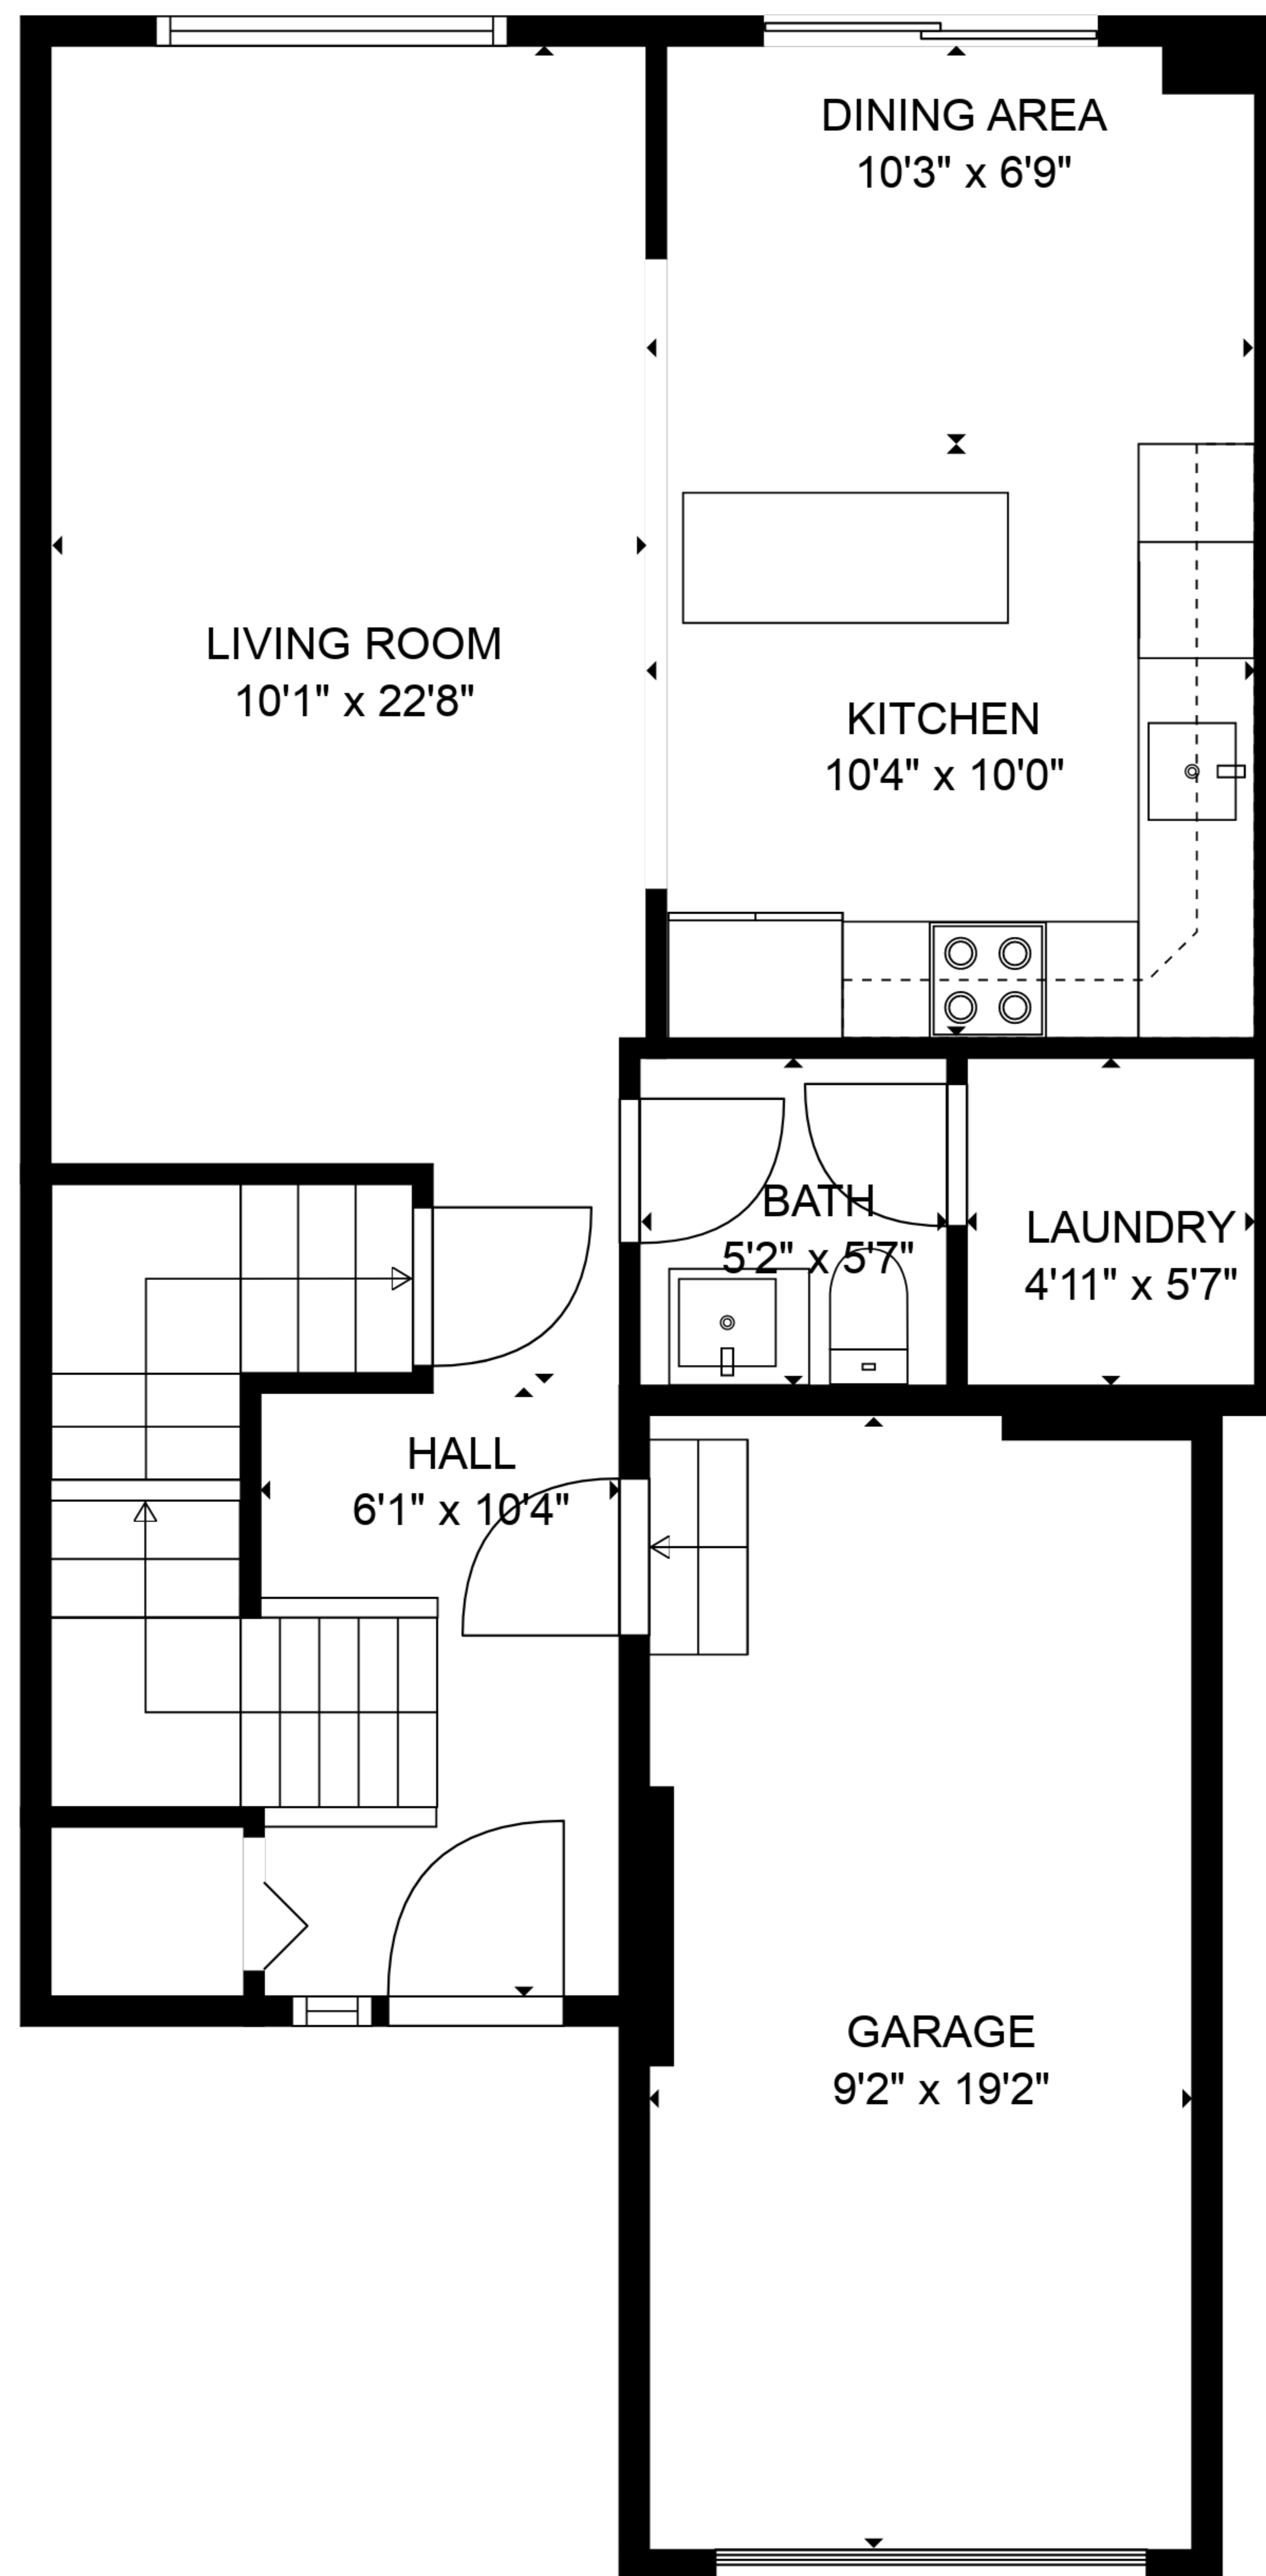 DINING AREA
10'3" x 6'9"
LIVING ROOM
10'1" x 22'8"
KITCHEN
10'4" x 10'0"
BATH
5'2" x 5'7"
LAUNDRY
4'11" x 5'7"
HALL
6'1" x 10'4"
GARAGE
9'2" x 19'2"